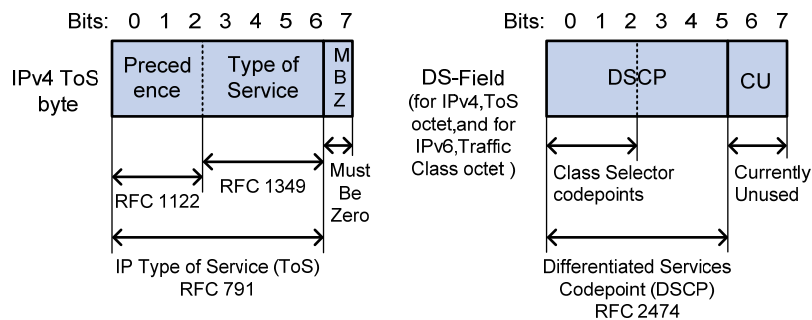 Bits: 0 1 2 3 4 5 6 7
IPv4 ToS
byte
Preced
ence
Type of
Service
M
B
Z
RFC 1122
RFC 1349
Must
Be
Zero
IP Type of Service (ToS)
RFC 791
Bits: 0 1 2 3 4 5 6 7
DS-Field
(for IPv4,ToS
octet,and for
IPv6,Traffic
Class octet )
DSCP
CU
Class Selector
codepoints
Currently
Unused
Differentiated Services
Codepoint (DSCP)
RFC 2474